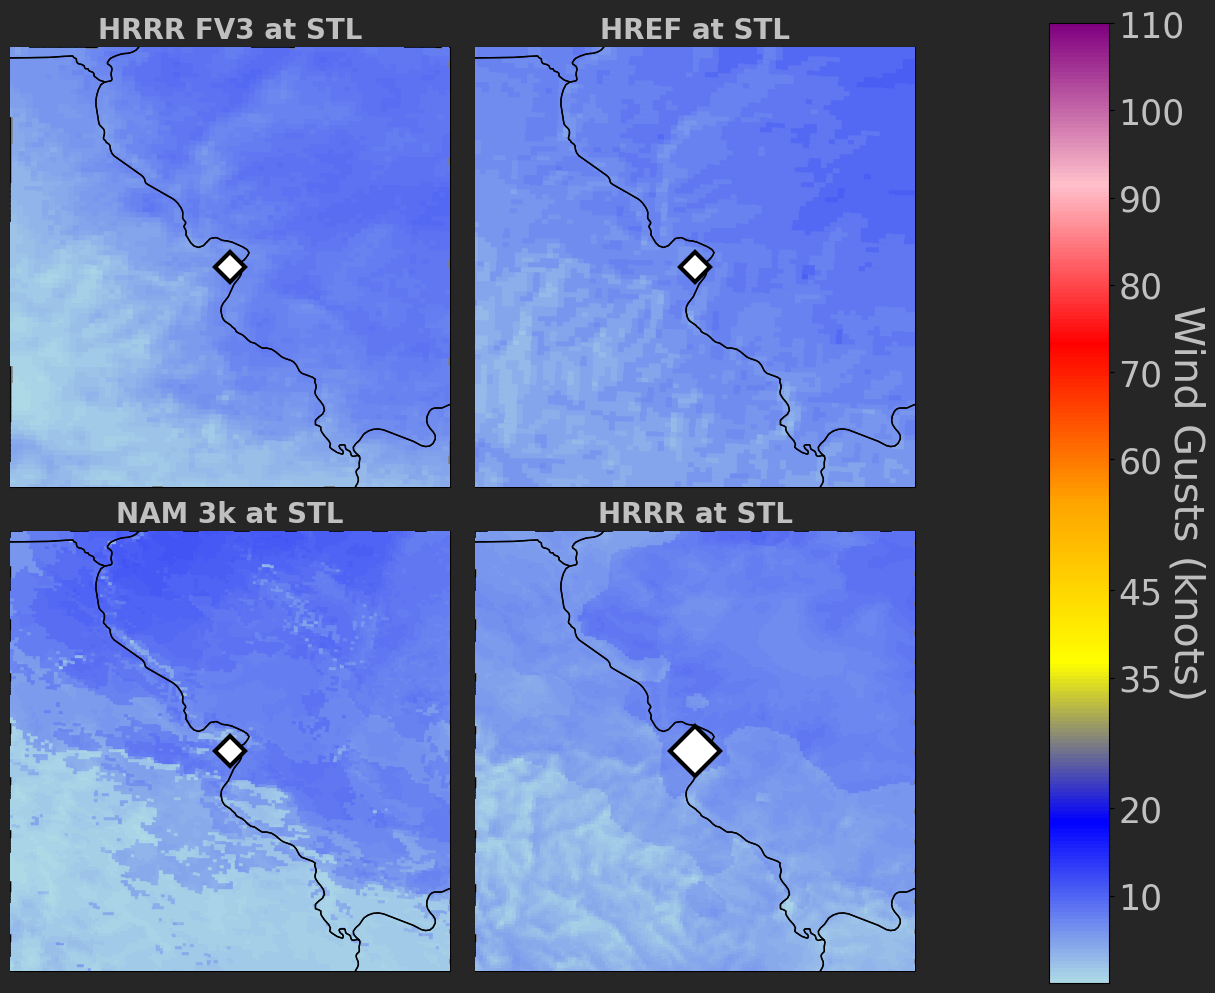 HRRR FV3 at STL
HREF at STL
NAM 3k at STL
HRRR at STL
110
100
90
80
70
60
45
35
20
10
Wind Gusts (knots)